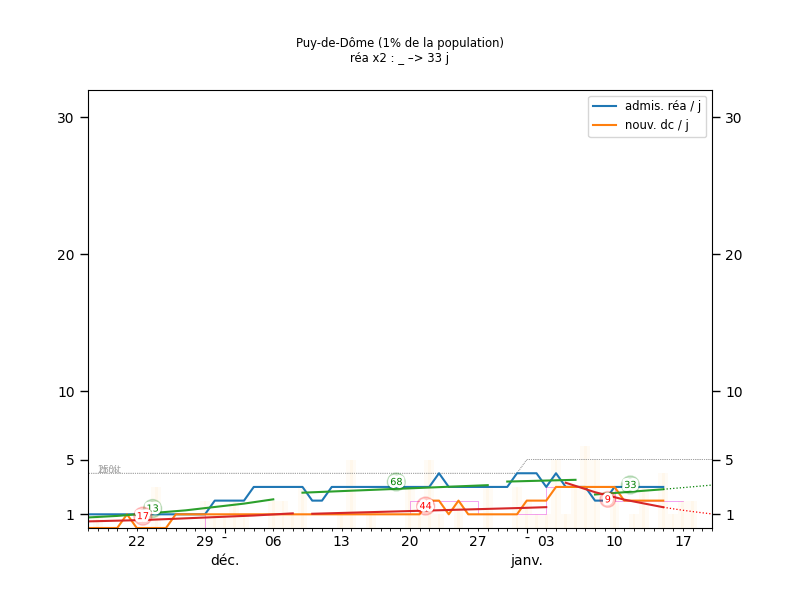 Puy-de-Dôme (1% de la population)
réa x2 : _ –> 33 j
admis. réa / j
nouv. dc / j
30 30
20 20
10 10
5 5
1 1
13 17 68 44 9 33
22 29 - 06 13 20 27 - 03 10 17
déc. janv.